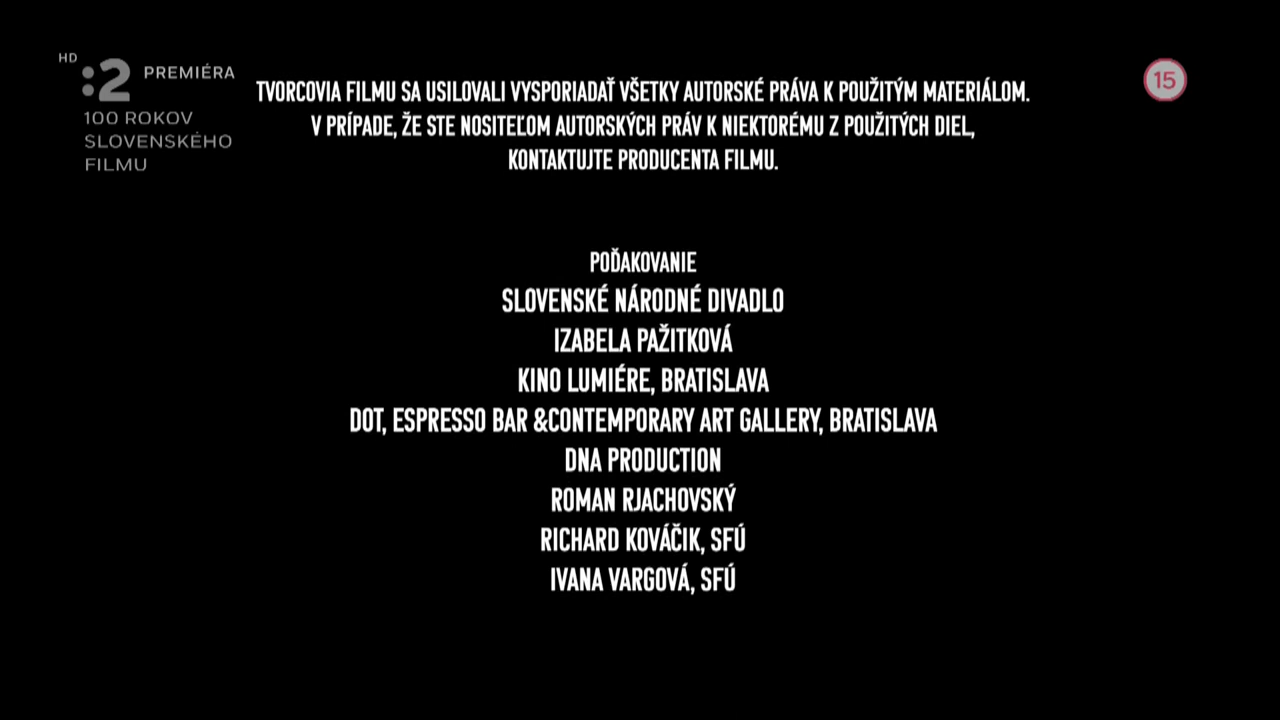 HD
:2 PREMIÉRA
100 ROKOV
SLOVENSKÉHO
FILMU
15
TVORCOVIA FILMU SA USILOVALI VYSPORIADAŤ VŠETKY AUTORSKÉ PRÁVA K POUŽITÝM MATERIÁLOM.
V PRÍPADE, ŽE STE NOSITEĽOM AUTORSKÝCH PRÁV K NIEKTORÉMU Z POUŽITÝCH DIEL,
KONTAKTUJTE PRODUCENTA FILMU.
POĎAKOVANIE
SLOVENSKÉ NÁRODNÉ DIVADLO
IZABELA PAŽITKOVÁ
KINO LUMIÉRE, BRATISLAVA
DOT, ESPRESSO BAR &CONTEMPORARY ART GALLERY, BRATISLAVA
DNA PRODUCTION
ROMAN RJACHOVSKÝ
RICHARD KOVÁČIK, SFÚ
IVANA VARGOVÁ, SFÚ